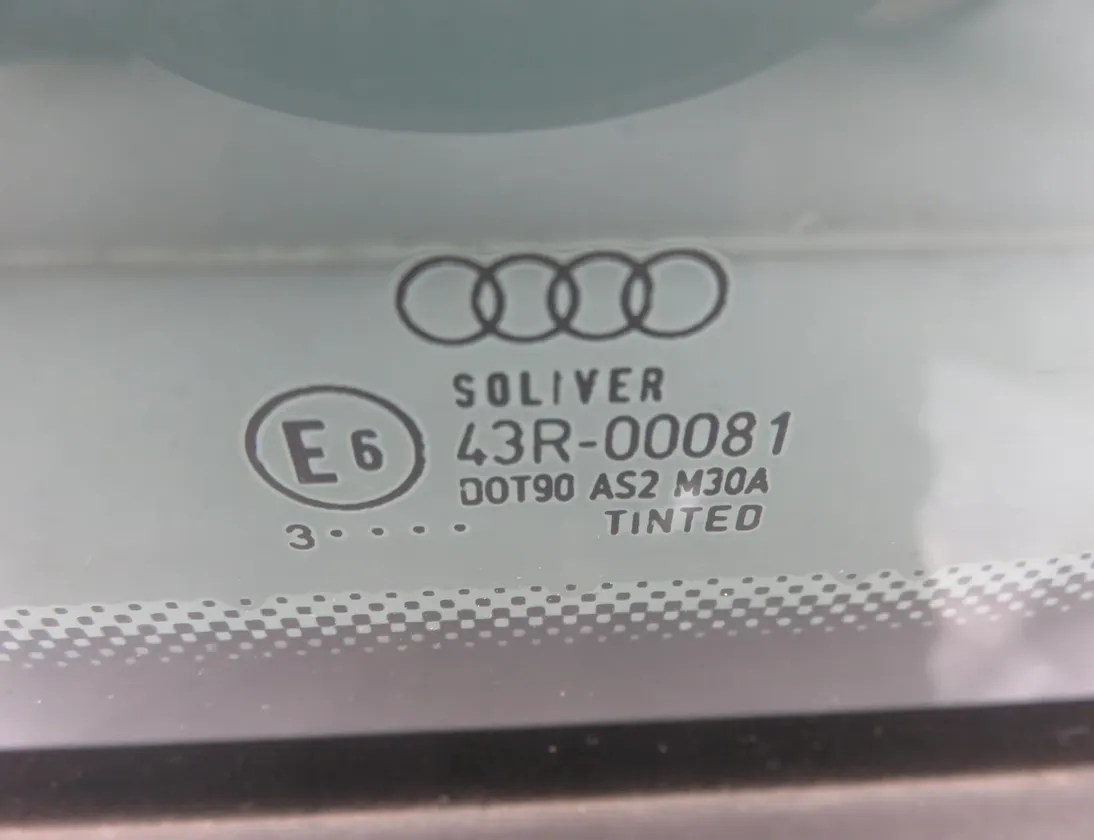 SOLIVER
E6
43R-00081
DOT90 AS2 M30A
3 · · · · TINTED